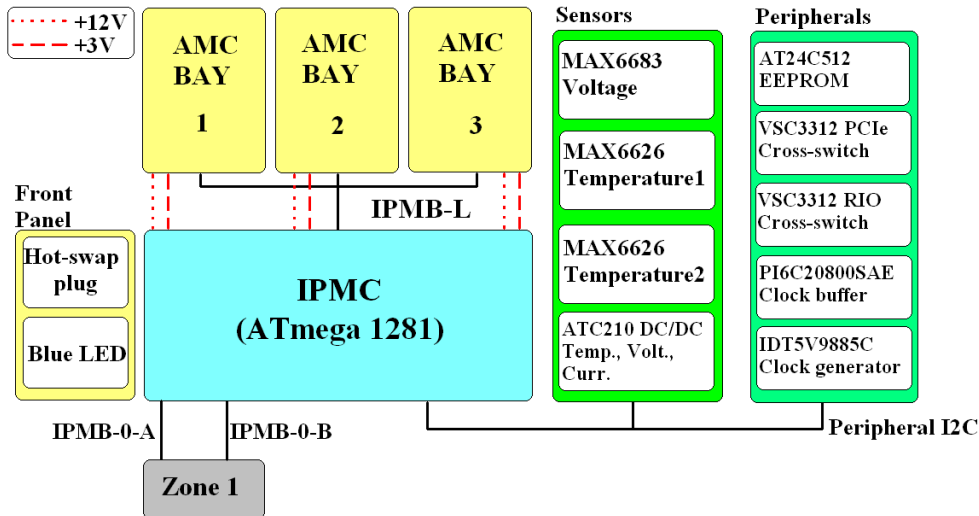 +12V
+3V
AMC
BAY
1
AMC
BAY
2
AMC
BAY
3
IPMB-L
Front
Panel
Hot-swap
plug
Blue LED
IPMC
(ATmega 1281)
IPMB-0-A
IPMB-0-B
Zone 1
Sensors
MAX6683
Voltage
MAX6626
Temperature1
MAX6626
Temperature2
ATC210 DC/DC
Temp., Volt.,
Curr.
Peripherals
AT24C512
EEPROM
VSC3312 PCIe
Cross-switch
VSC3312 RIO
Cross-switch
PI6C20800SAE
Clock buffer
IDT5V9885C
Clock generator
Peripheral I2C